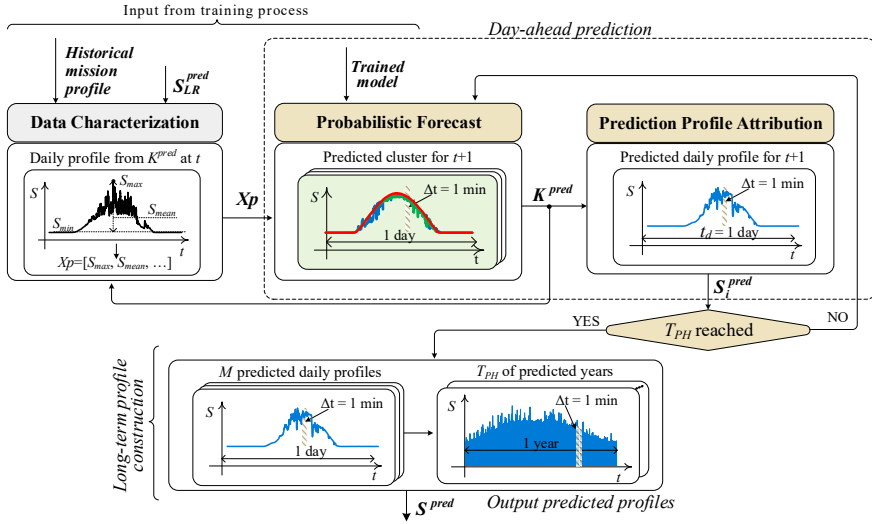 Input from training process
Day-ahead prediction
Historical
mission
profile
S_LR^pred
Trained
model
Data Characterization
Probabilistic Forecast
Prediction Profile Attribution
Daily profile from K^pred at t
S
S_max
S_mean
S_min
t
Xp=[S_max, S_mean, …]
Xp
Predicted cluster for t+1
S
Δt = 1 min
1 day
t
K^pred
Predicted daily profile for t+1
S
Δt = 1 min
t_d = 1 day
t
S_i^pred
YES
T_PH reached
NO
Long-term profile
construction
M predicted daily profiles
S
Δt = 1 min
1 day
t
T_PH of predicted years
S
Δt = 1 min
1 year
t
S^pred
Output predicted profiles